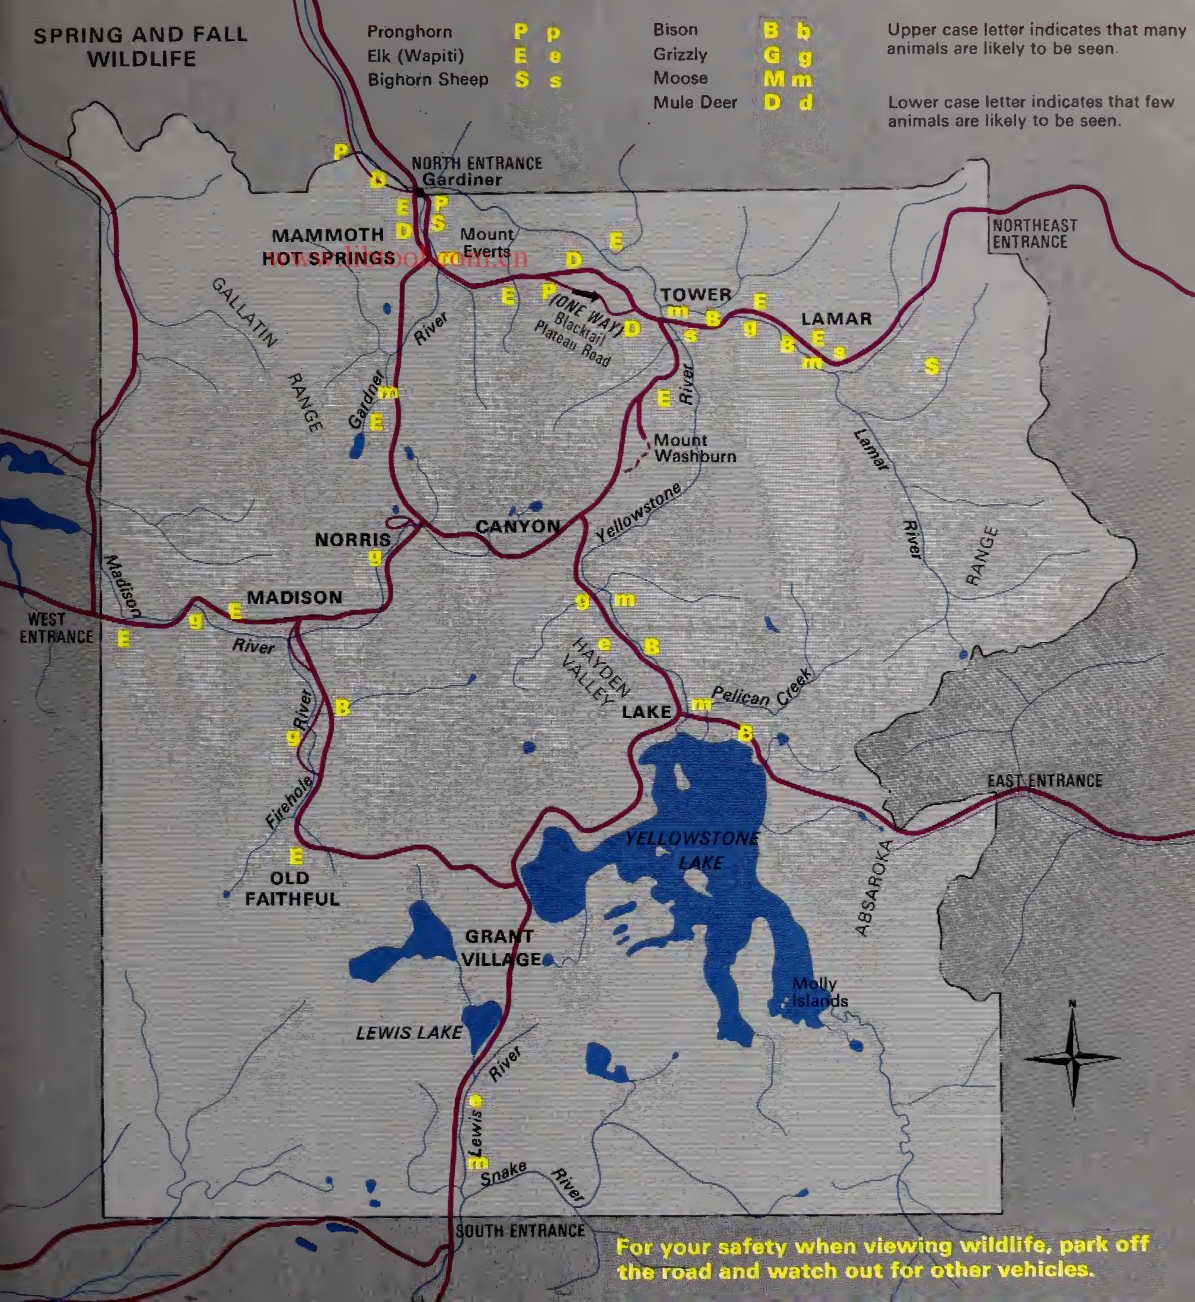 SPRING AND FALL
WILDLIFE
Pronghorn P p
Elk (Wapiti) E e
Bighorn Sheep S s
Bison B b
Grizzly G g
Moose M m
Mule Deer D d
Upper case letter indicates that many
animals are likely to be seen.
Lower case letter indicates that few
animals are likely to be seen.
P
NORTH ENTRANCE
D
Gardiner
E P
S
D
MAMMOTH
HOT SPRINGS
m
Mount
Everts
E
D
NORTHEAST
ENTRANCE
GALLATIN
RANGE
E
P
(ONE WAY)
Blacktail
Plateau Road
D
TOWER
m
B
E
g
s
LAMAR
B
E
s
m
S
Gardner
River
m
E
E
River
Mount
Washburn
Lamar
River
RANGE
Yellowstone
CANYON
NORRIS
g
Madison
MADISON
WEST
ENTRANCE
E
g
E
River
g
m
e
B
HAYDEN
VALLEY
LAKE
m
Pelican Creek
B
B
River
g
Firehole
EAST ENTRANCE
YELLOWSTONE
LAKE
E
OLD
FAITHFUL
ABSAROKA
GRANT
VILLAGE
Molly
Islands
N
LEWIS LAKE
River
e
Lewis
m
Snake
River
SOUTH ENTRANCE
For your safety when viewing wildlife, park off
the road and watch out for other vehicles.